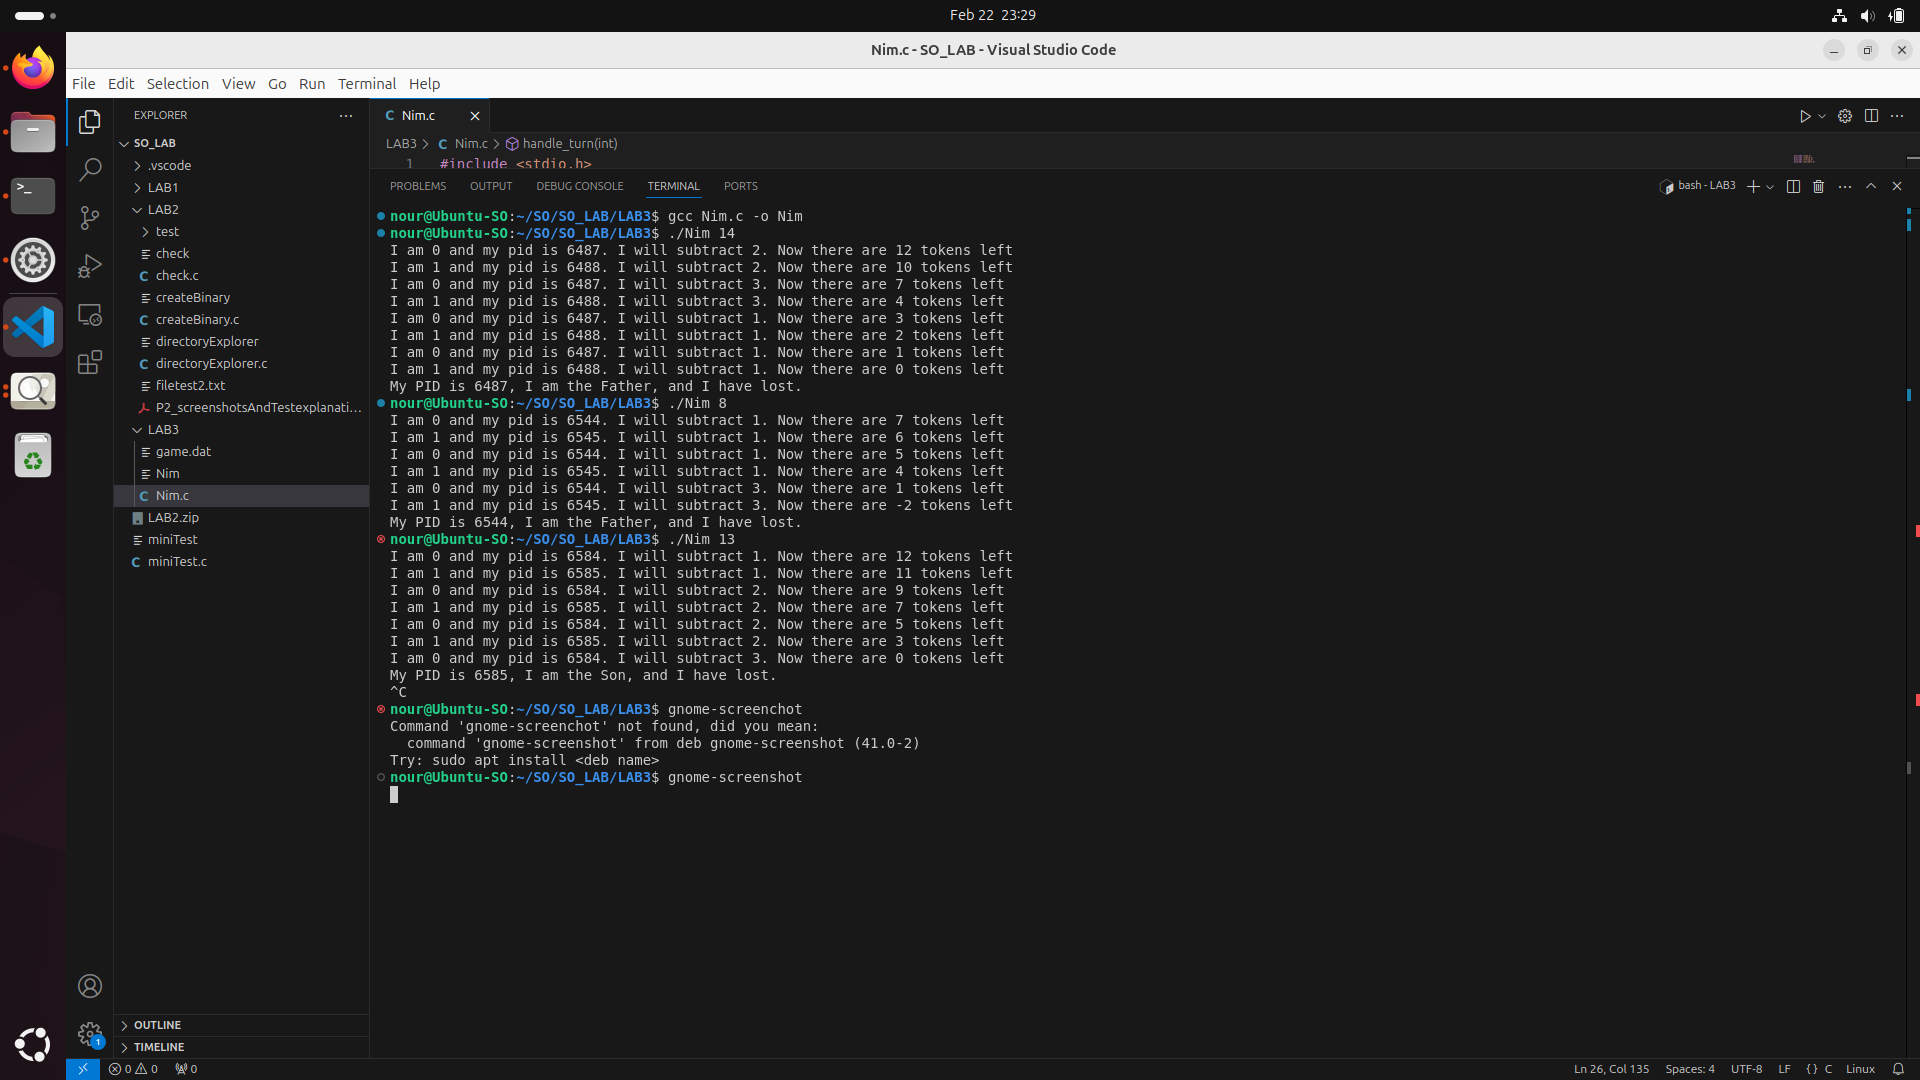 Feb 22 23:29
Nim.c - SO_LAB - Visual Studio Code
File Edit Selection View Go Run Terminal Help
EXPLORER
SO_LAB
.vscode
LAB1
LAB2
test
check
C check.c
createBinary
C createBinary.c
directoryExplorer
C directoryExplorer.c
filetest2.txt
P2_screenshotsAndTestexplanati...
LAB3
game.dat
Nim
C Nim.c
LAB2.zip
miniTest
C miniTest.c
OUTLINE
TIMELINE
C Nim.c
LAB3 > C Nim.c > handle_turn(int)
1 #include <stdio.h>
PROBLEMS OUTPUT DEBUG CONSOLE TERMINAL PORTS
bash - LAB3
nour@Ubuntu-SO:~/SO/SO_LAB/LAB3$ gcc Nim.c -o Nim
nour@Ubuntu-SO:~/SO/SO_LAB/LAB3$ ./Nim 14
I am 0 and my pid is 6487. I will subtract 2. Now there are 12 tokens left
I am 1 and my pid is 6488. I will subtract 2. Now there are 10 tokens left
I am 0 and my pid is 6487. I will subtract 3. Now there are 7 tokens left
I am 1 and my pid is 6488. I will subtract 3. Now there are 4 tokens left
I am 0 and my pid is 6487. I will subtract 1. Now there are 3 tokens left
I am 1 and my pid is 6488. I will subtract 1. Now there are 2 tokens left
I am 0 and my pid is 6487. I will subtract 1. Now there are 1 tokens left
I am 1 and my pid is 6488. I will subtract 1. Now there are 0 tokens left
My PID is 6487, I am the Father, and I have lost.
nour@Ubuntu-SO:~/SO/SO_LAB/LAB3$ ./Nim 8
I am 0 and my pid is 6544. I will subtract 1. Now there are 7 tokens left
I am 1 and my pid is 6545. I will subtract 1. Now there are 6 tokens left
I am 0 and my pid is 6544. I will subtract 1. Now there are 5 tokens left
I am 1 and my pid is 6545. I will subtract 1. Now there are 4 tokens left
I am 0 and my pid is 6544. I will subtract 3. Now there are 1 tokens left
I am 1 and my pid is 6545. I will subtract 3. Now there are -2 tokens left
My PID is 6544, I am the Father, and I have lost.
nour@Ubuntu-SO:~/SO/SO_LAB/LAB3$ ./Nim 13
I am 0 and my pid is 6584. I will subtract 1. Now there are 12 tokens left
I am 1 and my pid is 6585. I will subtract 1. Now there are 11 tokens left
I am 0 and my pid is 6584. I will subtract 2. Now there are 9 tokens left
I am 1 and my pid is 6585. I will subtract 2. Now there are 7 tokens left
I am 0 and my pid is 6584. I will subtract 2. Now there are 5 tokens left
I am 1 and my pid is 6585. I will subtract 2. Now there are 3 tokens left
I am 0 and my pid is 6584. I will subtract 3. Now there are 0 tokens left
My PID is 6585, I am the Son, and I have lost.
^C
nour@Ubuntu-SO:~/SO/SO_LAB/LAB3$ gnome-screenchot
Command 'gnome-screenchot' not found, did you mean:
command 'gnome-screenshot' from deb gnome-screenshot (41.0-2)
Try: sudo apt install <deb name>
nour@Ubuntu-SO:~/SO/SO_LAB/LAB3$ gnome-screenshot
1
0 0 0
Ln 26, Col 135 Spaces: 4 UTF-8 LF {} C Linux